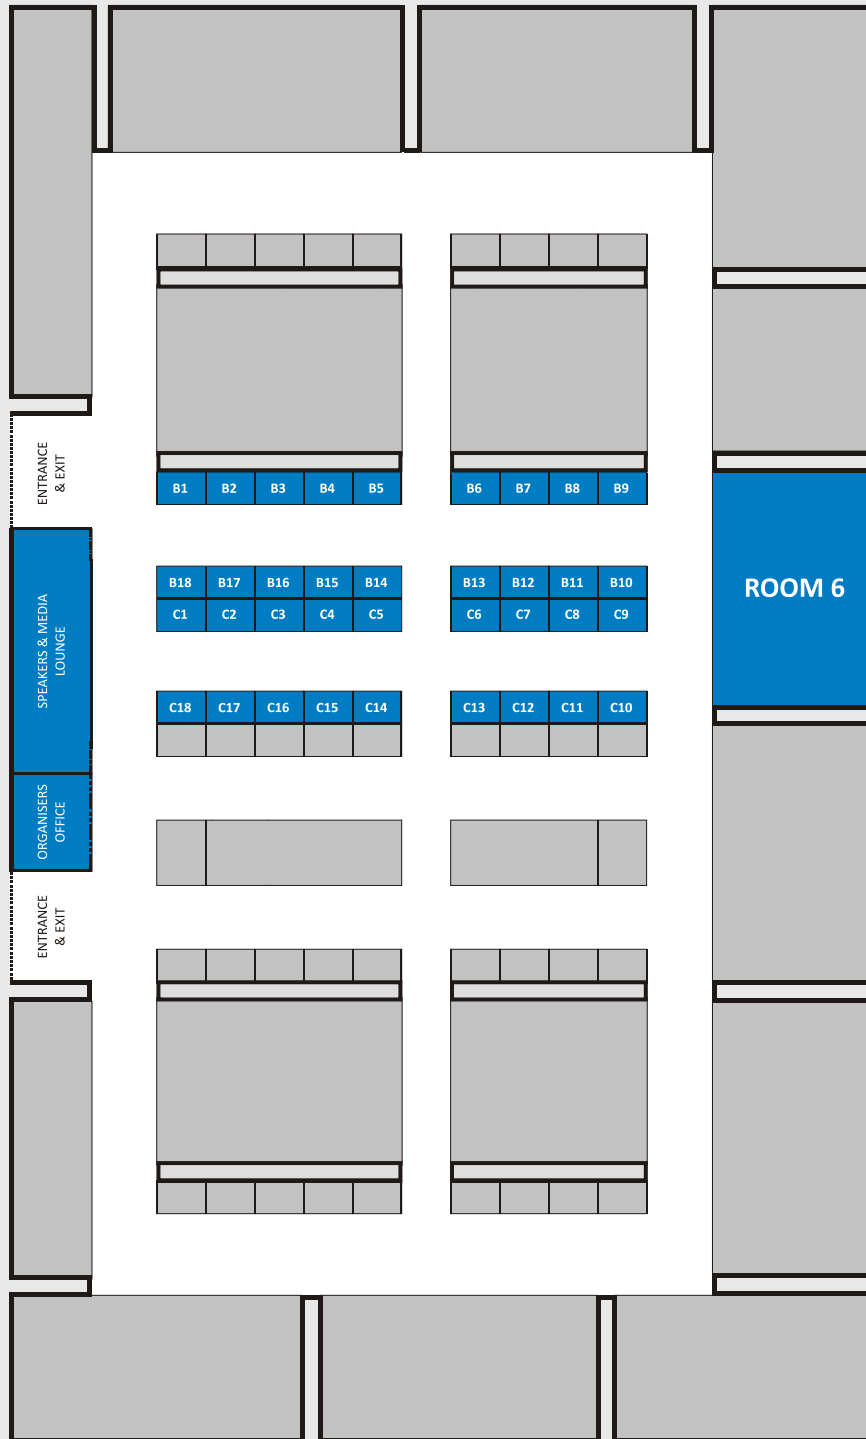 ENTRANCE
& EXIT
B1 B2 B3 B4 B5 B6 B7 B8 B9
B18 B17 B16 B15 B14 B13 B12 B11 B10
C1 C2 C3 C4 C5 C6 C7 C8 C9
ROOM 6
SPEAKERS & MEDIA
LOUNGE
C18 C17 C16 C15 C14 C13 C12 C11 C10
ORGANISERS
OFFICE
ENTRANCE
& EXIT